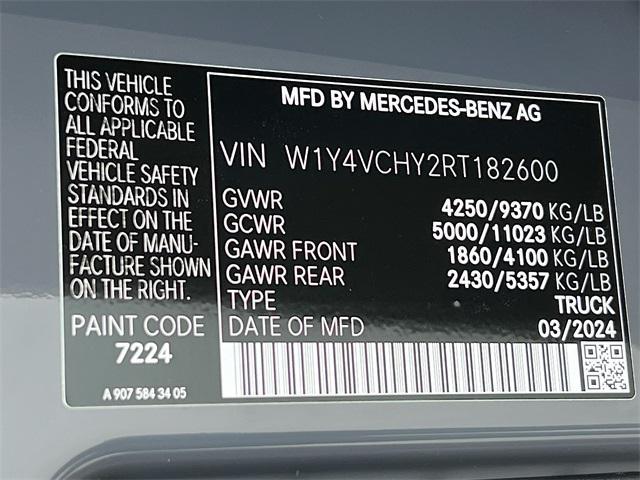 THIS VEHICLE
CONFORMS TO
ALL APPLICABLE
FEDERAL
VEHICLE SAFETY
STANDARDS IN
EFFECT ON THE
DATE OF MANU-
FACTURE SHOWN
ON THE RIGHT.
PAINT CODE
7224
A 907 584 34 05
MFD BY MERCEDES-BENZ AG
VIN W1Y4VCHY2RT182600
GVWR 4250/9370 KG/LB
GCWR 5000/11023 KG/LB
GAWR FRONT 1860/4100 KG/LB
GAWR REAR 2430/5357 KG/LB
TYPE TRUCK
DATE OF MFD 03/2024